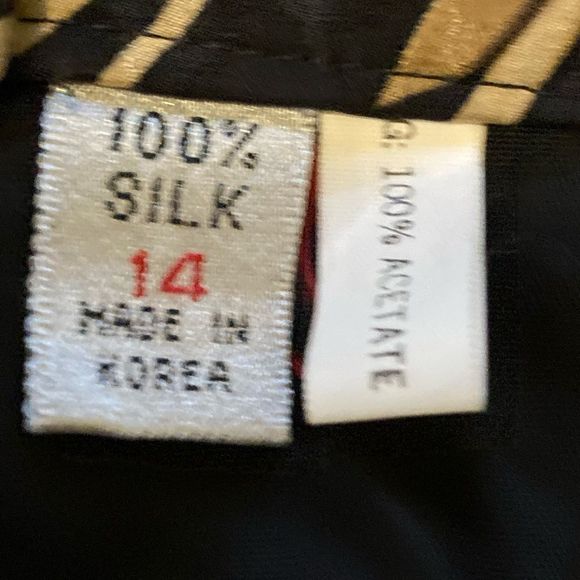 100%
SILK
14
MADE IN
KOREA
G: 100% ACETATE